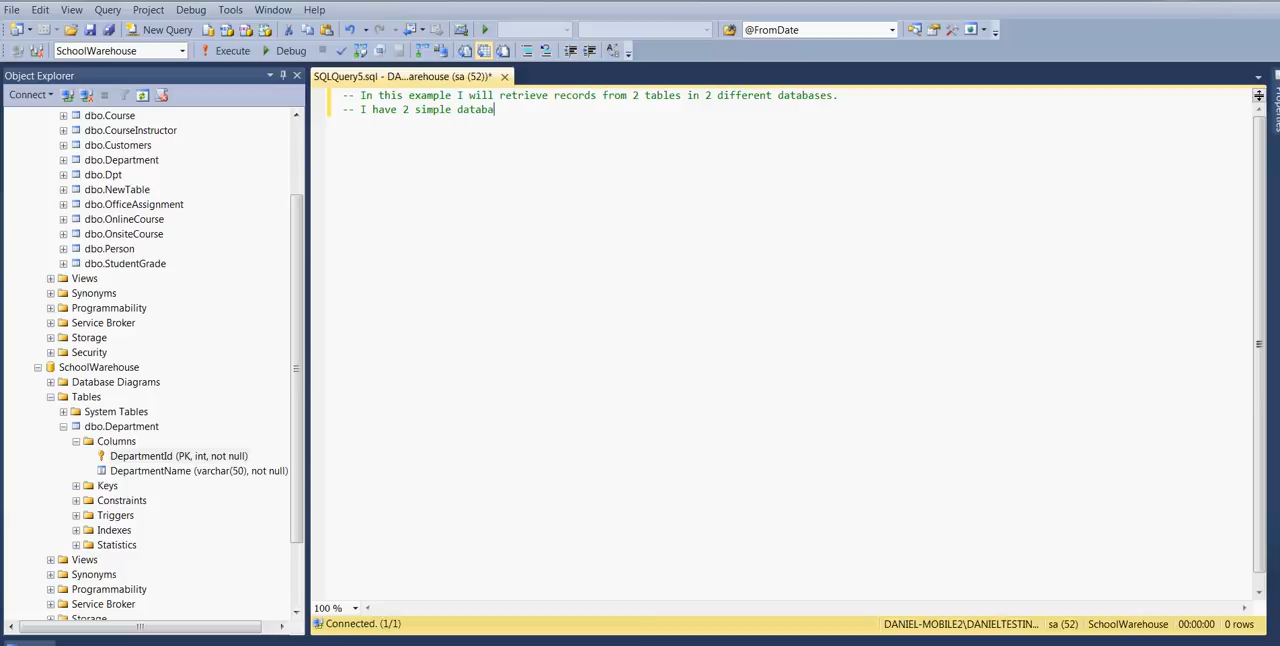 File Edit View Query Project Debug Tools Window Help
New Query @FromDate
SchoolWarehouse Execute Debug
Object Explorer
SQLQuery5.sql - DA...arehouse (sa (52))*
Connect
-- In this example I will retrieve records from 2 tables in 2 different databases.
-- I have 2 simple databa
dbo.Course
dbo.CourseInstructor
dbo.Customers
dbo.Department
dbo.Dpt
dbo.NewTable
dbo.OfficeAssignment
dbo.OnlineCourse
dbo.OnsiteCourse
dbo.Person
dbo.StudentGrade
Views
Synonyms
Programmability
Service Broker
Storage
Security
SchoolWarehouse
Database Diagrams
Tables
System Tables
dbo.Department
Columns
DepartmentId (PK, int, not null)
DepartmentName (varchar(50), not null)
Keys
Constraints
Triggers
Indexes
Statistics
Views
Synonyms
Programmability
Service Broker
Storage
100 %
Connected. (1/1) DANIEL-MOBILE2\DANIELTESTIN... sa (52) SchoolWarehouse 00:00:00 0 rows